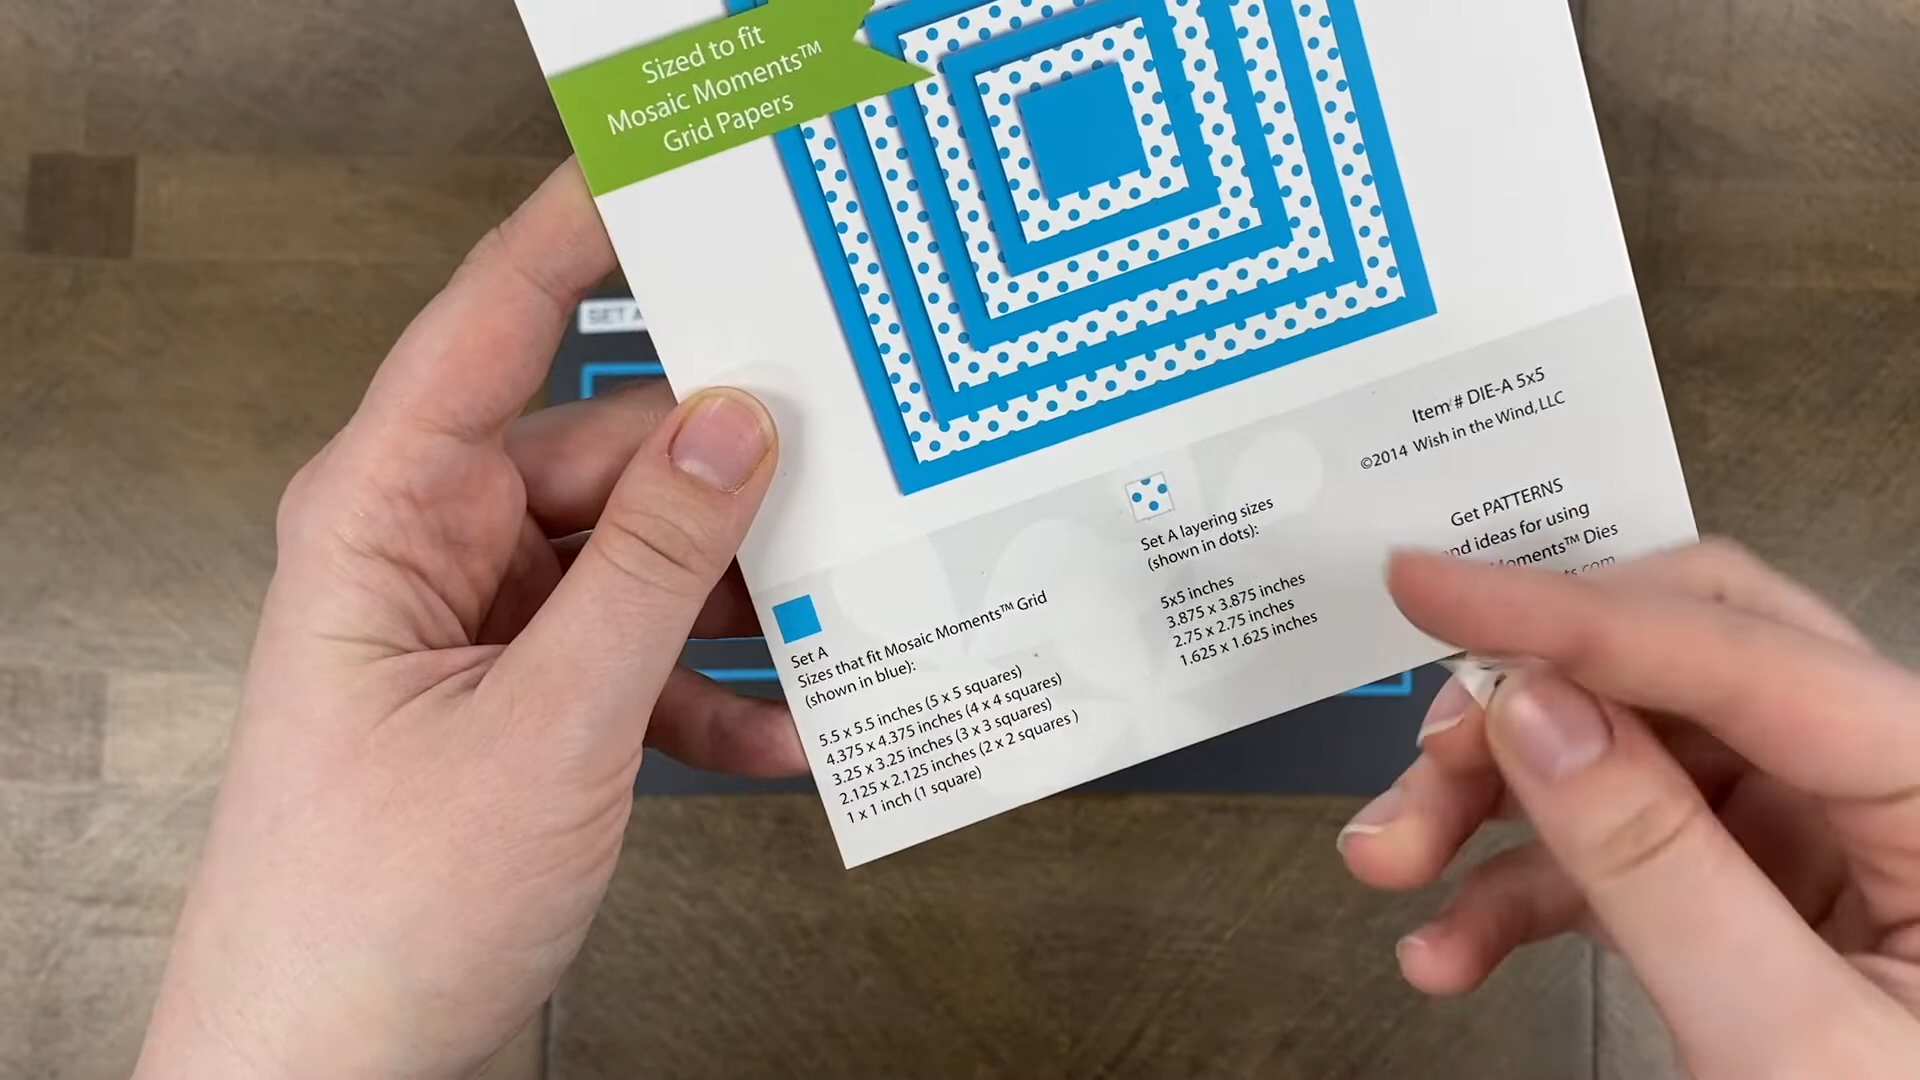 Sized to fit
Mosaic Moments™
Grid Papers
SET A
Item # DIE-A 5x5
©2014 Wish in the Wind, LLC
Get PATTERNS
and ideas for using
Moments™ Dies
Set A layering sizes
(shown in dots):
5x5 inches
3.875 x 3.875 inches
2.75 x 2.75 inches
1.625 x 1.625 inches
Set A
Sizes that fit Mosaic Moments™ Grid
(shown in blue):
5.5 x 5.5 inches (5 x 5 squares)
4.375 x 4.375 inches (4 x 4 squares)
3.25 x 3.25 inches (3 x 3 squares)
2.125 x 2.125 inches (2 x 2 squares )
1 x 1 inch (1 square)